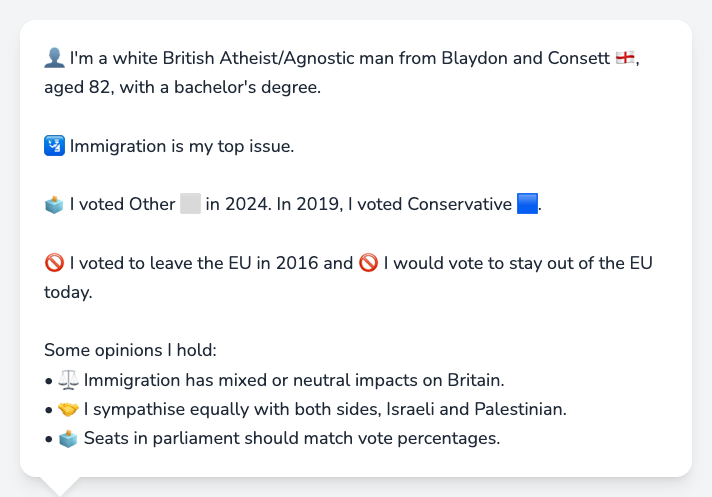 👤 I'm a white British Atheist/Agnostic man from Blaydon and Consett 🏴󠁧󠁢󠁥󠁮󠁧󠁿,
aged 82, with a bachelor's degree.
🛂 Immigration is my top issue.
🗳️ I voted Other ⬜ in 2024. In 2019, I voted Conservative 🟦.
🚫 I voted to leave the EU in 2016 and 🚫 I would vote to stay out of the EU
today.
Some opinions I hold:
• ⚖️ Immigration has mixed or neutral impacts on Britain.
• 🤝 I sympathise equally with both sides, Israeli and Palestinian.
• 🗳️ Seats in parliament should match vote percentages.